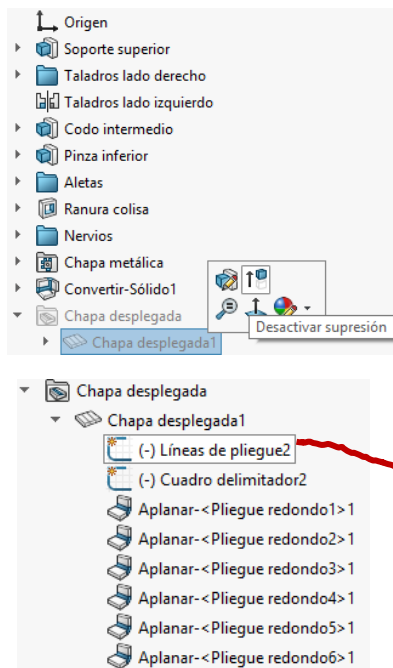 Origen
Soporte superior
Taladros lado derecho
Taladros lado izquierdo
Codo intermedio
Pinza inferior
Aletas
Ranura colisa
Nervios
Chapa metálica
Convertir-Sólido1
Chapa desplegada
Desactivar supresión
Chapa desplegada1
Chapa desplegada
Chapa desplegada1
(-) Líneas de pliegue2
(-) Cuadro delimitador2
Aplanar-<Pliegue redondo1>1
Aplanar-<Pliegue redondo2>1
Aplanar-<Pliegue redondo3>1
Aplanar-<Pliegue redondo4>1
Aplanar-<Pliegue redondo5>1
Aplanar-<Pliegue redondo6>1